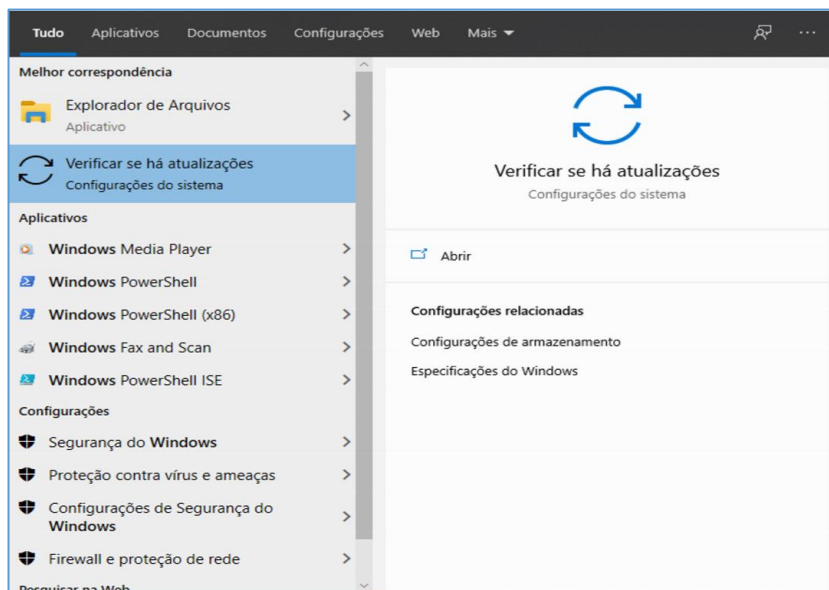 Tudo Aplicativos Documentos Configurações Web Mais
Melhor correspondência
Explorador de Arquivos
Aplicativo
Verificar se há atualizações
Configurações do sistema
Aplicativos
Windows Media Player
Windows PowerShell
Windows PowerShell (x86)
Windows Fax and Scan
Windows PowerShell ISE
Configurações
Segurança do Windows
Proteção contra vírus e ameaças
Configurações de Segurança do
Windows
Firewall e proteção de rede
Pesquisar na Web
Verificar se há atualizações
Configurações do sistema
Abrir
Configurações relacionadas
Configurações de armazenamento
Especificações do Windows